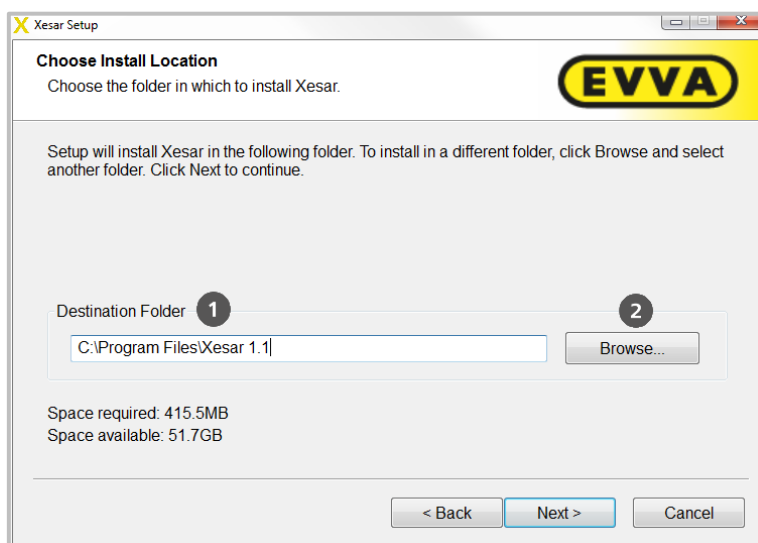 Xesar Setup
Choose Install Location
Choose the folder in which to install Xesar.
EVVA
Setup will install Xesar in the following folder. To install in a different folder, click Browse and select
another folder. Click Next to continue.
Destination Folder 1
2
C:\Program Files\Xesar 1.1
Browse...
Space required: 415.5MB
Space available: 51.7GB
< Back
Next >
Cancel